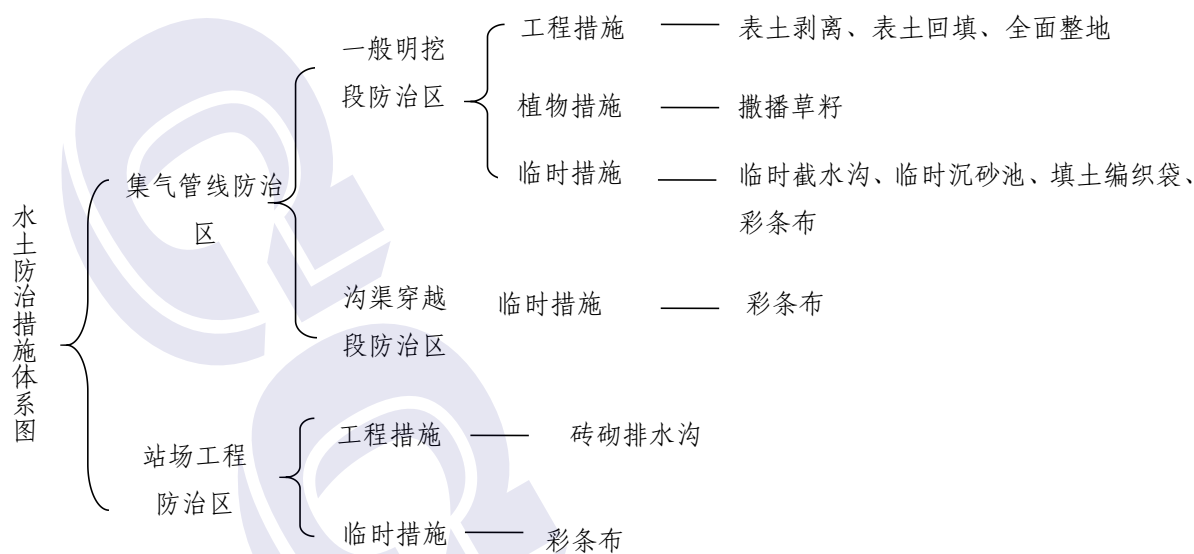 水土防治措施体系图
集气管线防治
区
一般明挖
段防治区
工程措施
表土剥离、表土回填、全面整地
植物措施
撒播草籽
临时措施
临时截水沟、临时沉砂池、填土编织袋、
彩条布
沟渠穿越
段防治区
临时措施
彩条布
站场工程
防治区
工程措施
砖砌排水沟
临时措施
彩条布